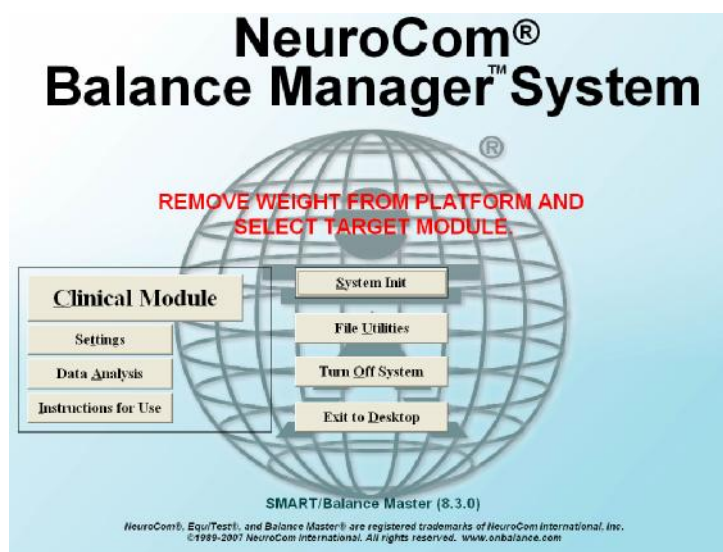 NeuroCom®
Balance Manager™ System
®
REMOVE WEIGHT FROM PLATFORM AND
SELECT TARGET MODULE.
Clinical Module
Settings
Data Analysis
Instructions for Use
System Init
File Utilities
Turn Off System
Exit to Desktop
SMART/Balance Master (8.3.0)
NeuroCom®, EquiTest®, and Balance Master® are registered trademarks of NeuroCom International, Inc.
©1989-2007 NeuroCom International. All rights reserved. www.onbalance.com